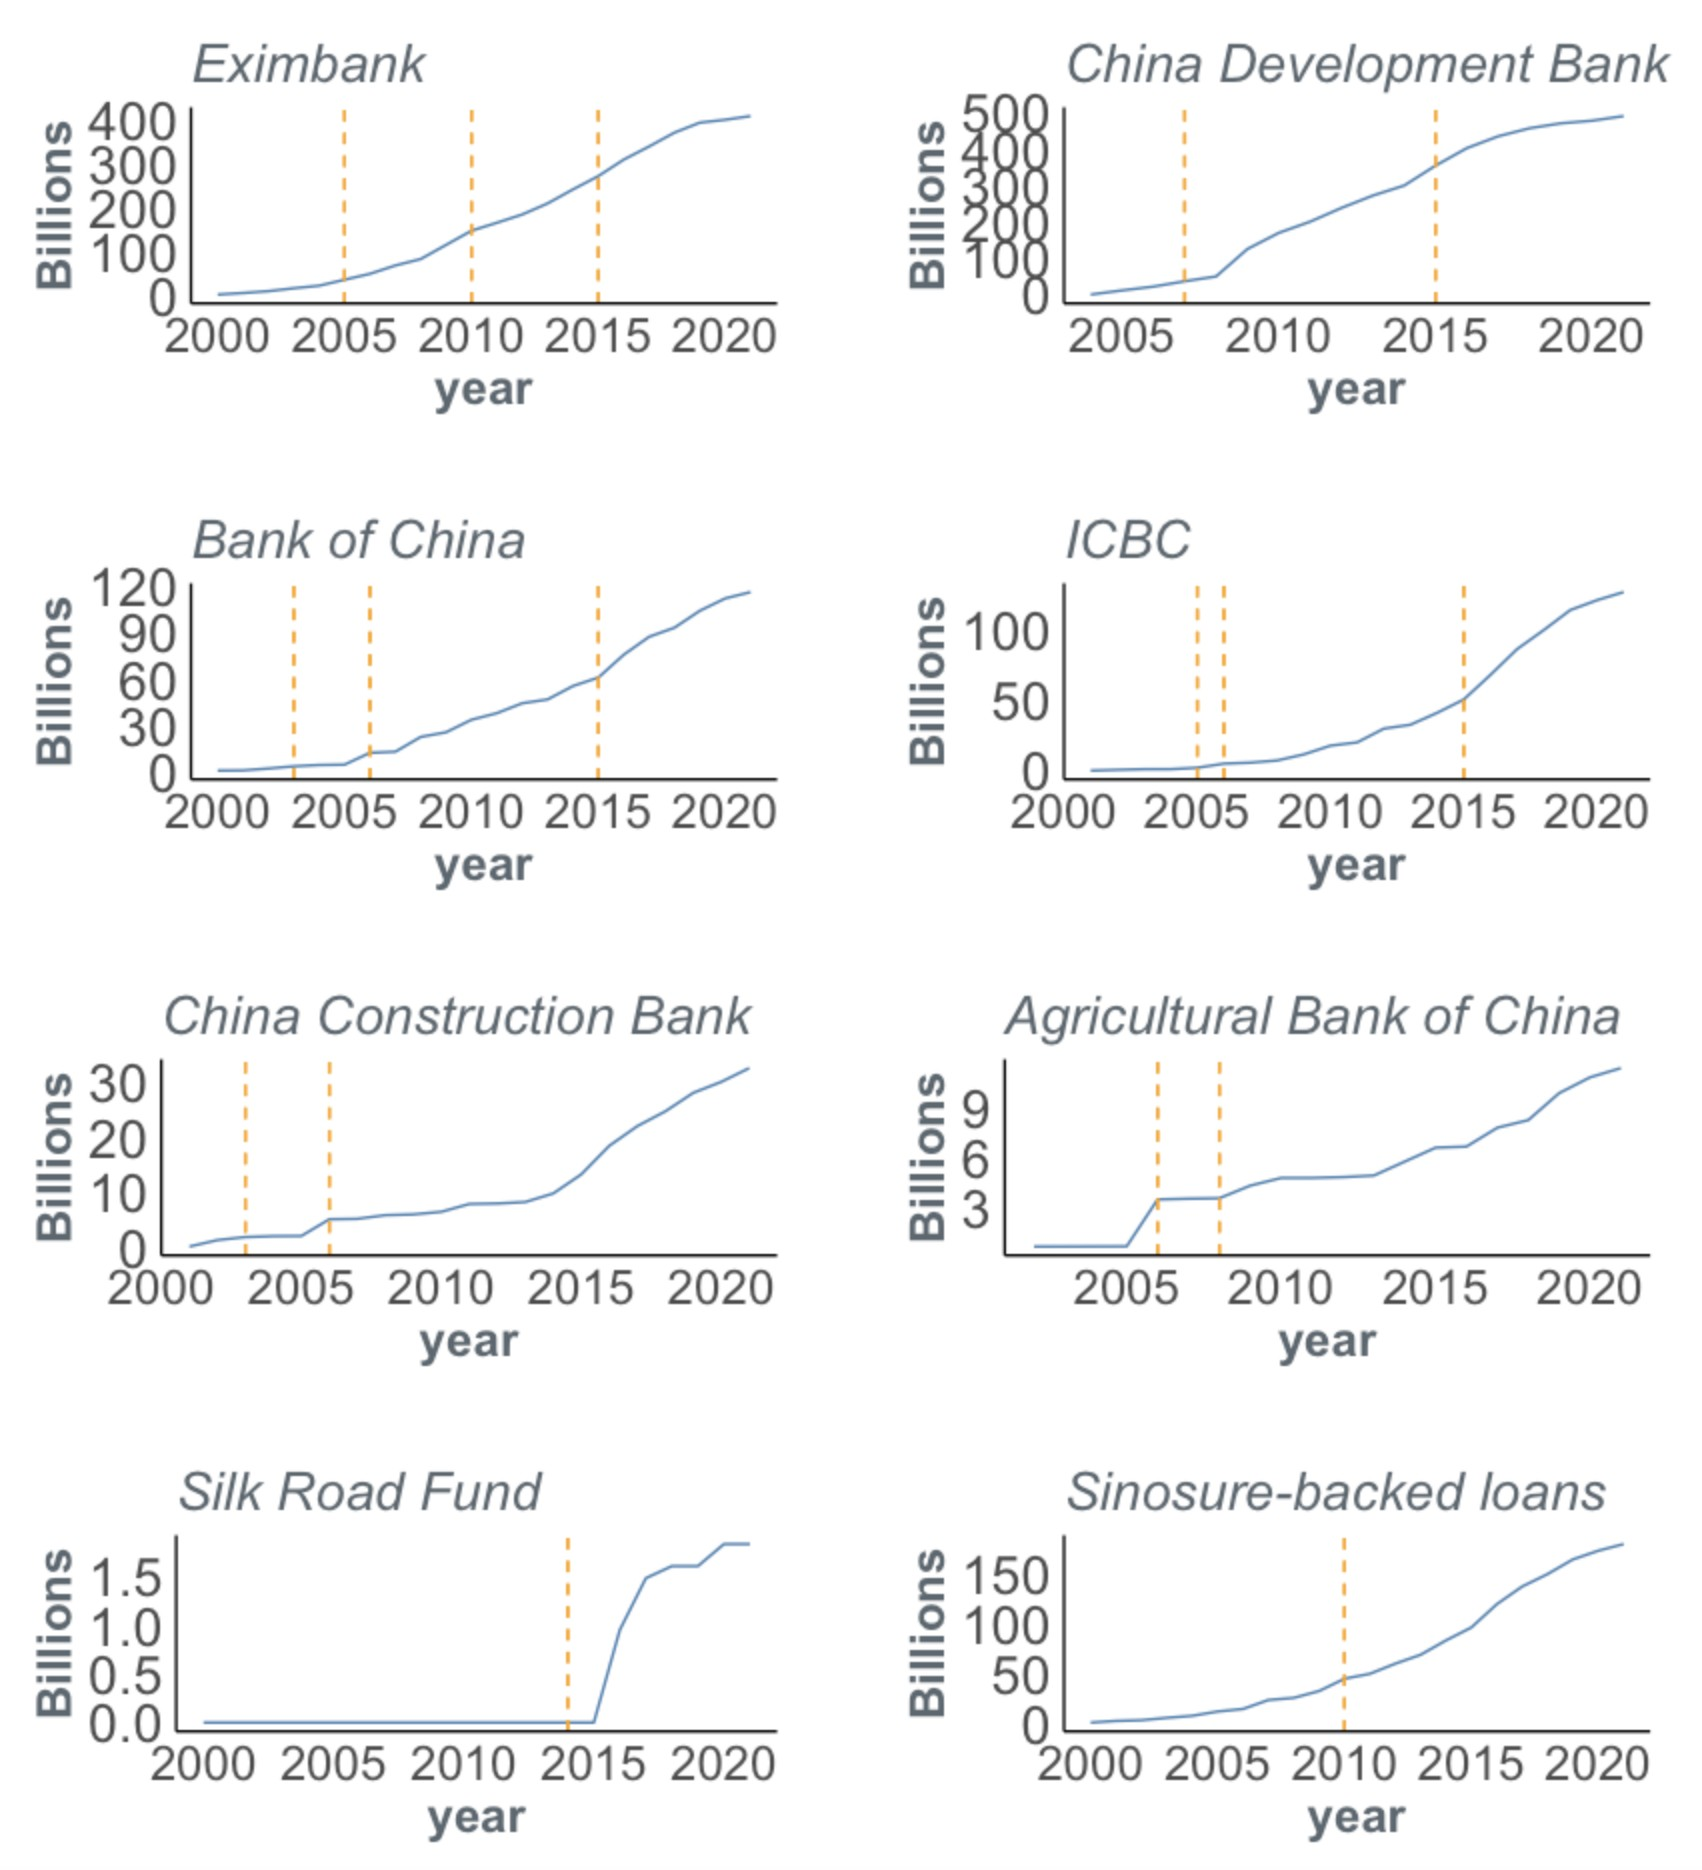 Eximbank
Billions
400
300
200
100
0
2000 2005 2010 2015 2020
year
China Development Bank
Billions
500
400
300
200
100
0
2005 2010 2015 2020
year
Bank of China
Billions
120
90
60
30
0
2000 2005 2010 2015 2020
year
ICBC
Billions
100
50
0
2000 2005 2010 2015 2020
year
China Construction Bank
Billions
30
20
10
0
2000 2005 2010 2015 2020
year
Agricultural Bank of China
Billions
9
6
3
2005 2010 2015 2020
year
Silk Road Fund
Billions
1.5
1.0
0.5
0.0
2000 2005 2010 2015 2020
year
Sinosure-backed loans
Billions
150
100
50
0
2000 2005 2010 2015 2020
year